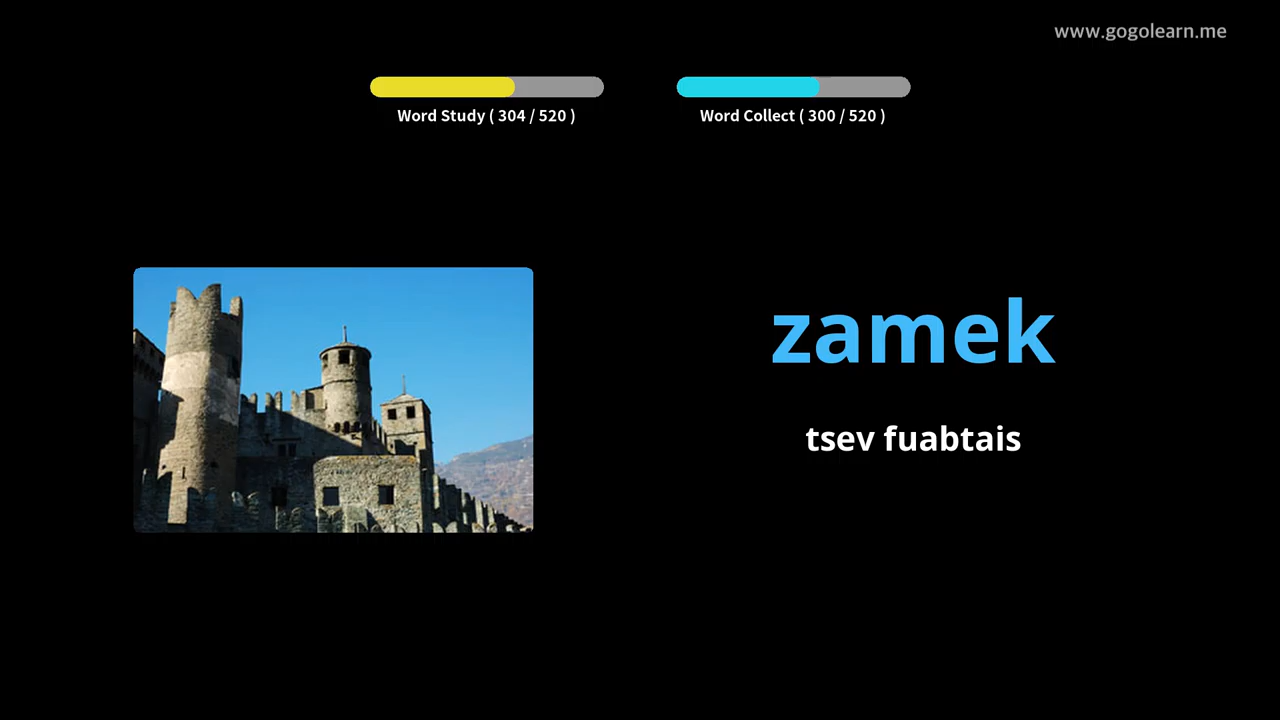 www.gogolearn.me
Word Study ( 304 / 520 )
Word Collect ( 300 / 520 )
zamek
tsev fuabtais